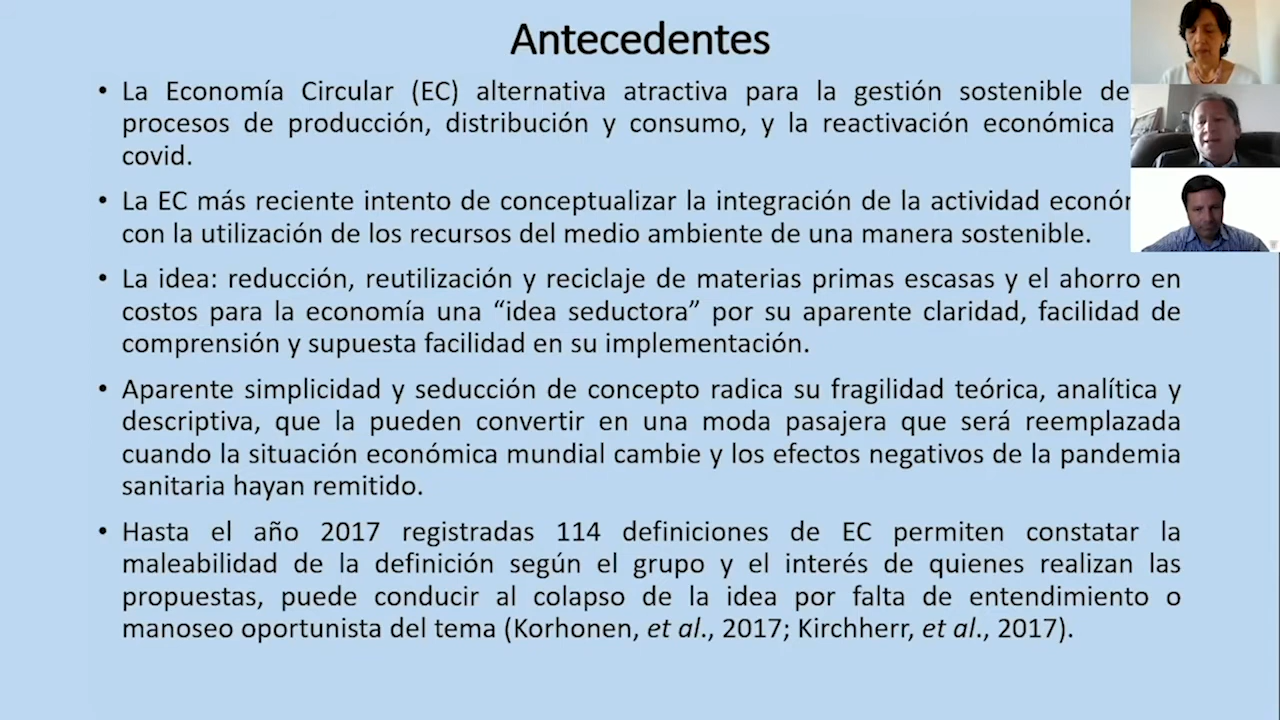 Antecedentes
• La Economía Circular (EC) alternativa atractiva para la gestión sostenible de
procesos de producción, distribución y consumo, y la reactivación económica
covid.
• La EC más reciente intento de conceptualizar la integración de la actividad
con la utilización de los recursos del medio ambiente de una manera sostenible.
• La idea: reducción, reutilización y reciclaje de materias primas escasas y el ahorro en
costos para la economía una “idea seductora” por su aparente claridad, facilidad de
comprensión y supuesta facilidad en su implementación.
• Aparente simplicidad y seducción de concepto radica su fragilidad teórica, analítica y
descriptiva, que la pueden convertir en una moda pasajera que será reemplazada
cuando la situación económica mundial cambie y los efectos negativos de la pandemia
sanitaria hayan remitido.
• Hasta el año 2017 registradas 114 definiciones de EC permiten constatar la
maleabilidad de la definición según el grupo y el interés de quienes realizan las
propuestas, puede conducir al colapso de la idea por falta de entendimiento o
manoseo oportunista del tema (Korhonen, et al., 2017; Kirchherr, et al., 2017).